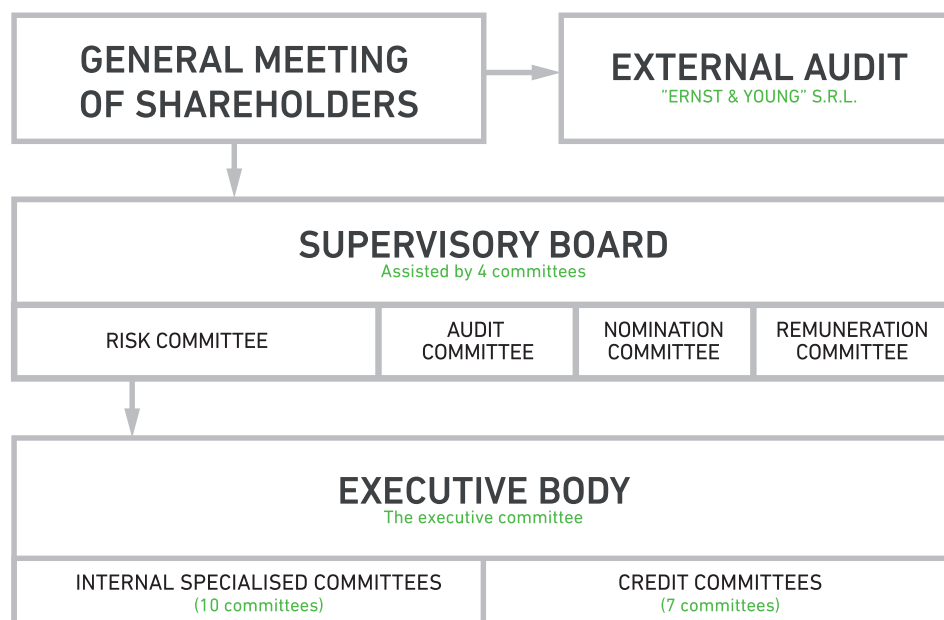 GENERAL MEETING
OF SHAREHOLDERS
EXTERNAL AUDIT
"ERNST & YOUNG" S.R.L.
SUPERVISORY BOARD
Assisted by 4 committees
RISK COMMITTEE
AUDIT
COMMITTEE
NOMINATION
COMMITTEE
REMUNERATION
COMMITTEE
EXECUTIVE BODY
The executive committee
INTERNAL SPECIALISED COMMITTEES
(10 committees)
CREDIT COMMITTEES
(7 committees)